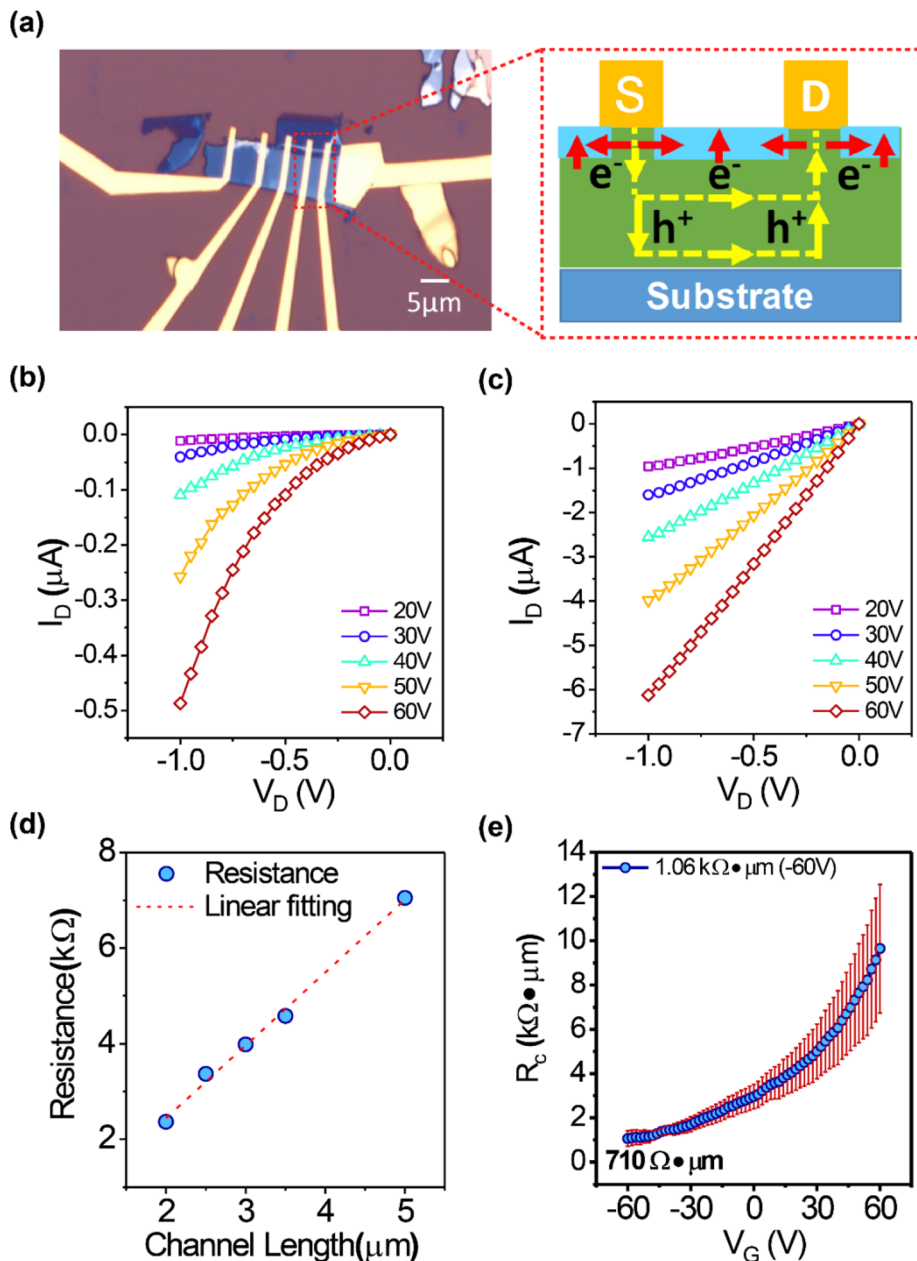 (a)
5μm
S
D
e⁻ e⁻ e⁻
h⁺ h⁺
Substrate
(b)
0.0
-0.1
-0.2
-0.3
-0.4
-0.5
I_D (μA)
20V
30V
40V
50V
60V
-1.0 -0.5 0.0
V_D (V)
(c)
0
-1
-2
-3
-4
-5
-6
-7
I_D (μA)
20V
30V
40V
50V
60V
-1.0 -0.5 0.0
V_D (V)
(d)
8
6
4
2
Resistance(kΩ)
Resistance
Linear fitting
2 3 4 5
Channel Length(μm)
(e)
14
12
10
8
6
4
2
0
R_c (kΩ•μm)
1.06 kΩ•μm (-60V)
710 Ω•μm
-60 -30 0 30 60
V_G (V)